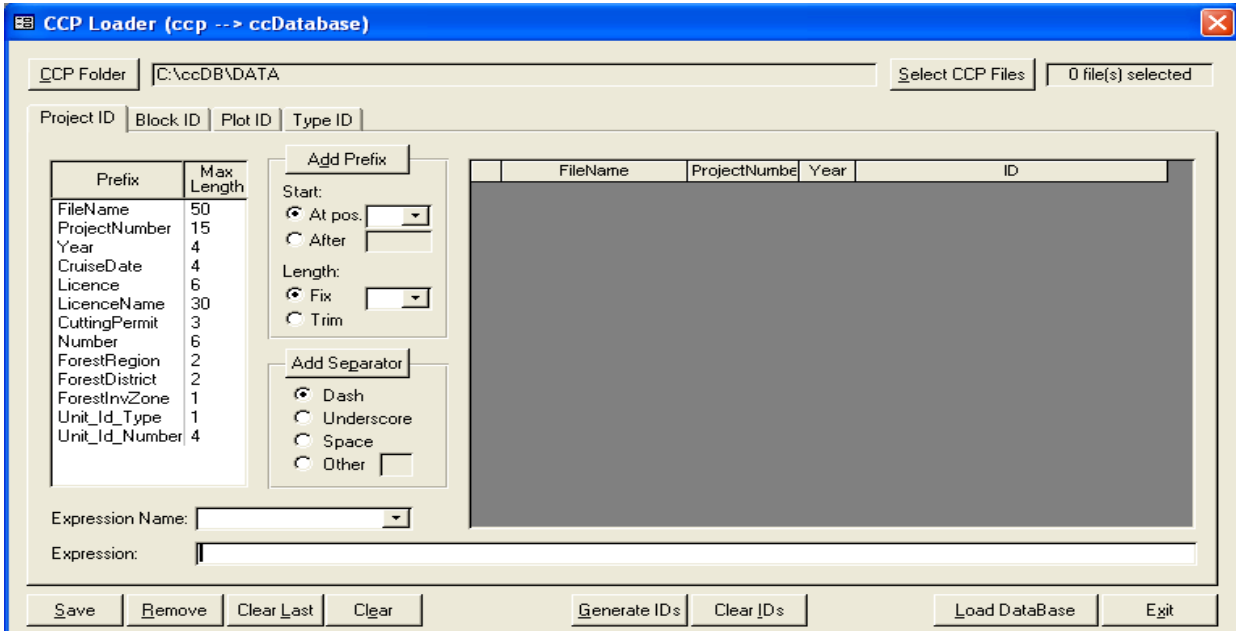 CCP Loader (ccp --> ccDatabase)
CCP Folder C:\ccDB\DATA Select CCP Files 0 file(s) selected
Project ID Block ID Plot ID Type ID
Prefix Max Length
FileName 50
ProjectNumber 15
Year 4
CruiseDate 4
Licence 6
LicenceName 30
CuttingPermit 3
Number 6
ForestRegion 2
ForestDistrict 2
ForestInvZone 1
Unit_Id_Type 1
Unit_Id_Number 4
Add Prefix
Start:
At pos.
After
Length:
Fix
Trim
Add Separator
Dash
Underscore
Space
Other
FileName ProjectNumbe Year ID
Expression Name:
Expression:
Save Remove Clear Last Clear Generate IDs Clear IDs Load DataBase Exit